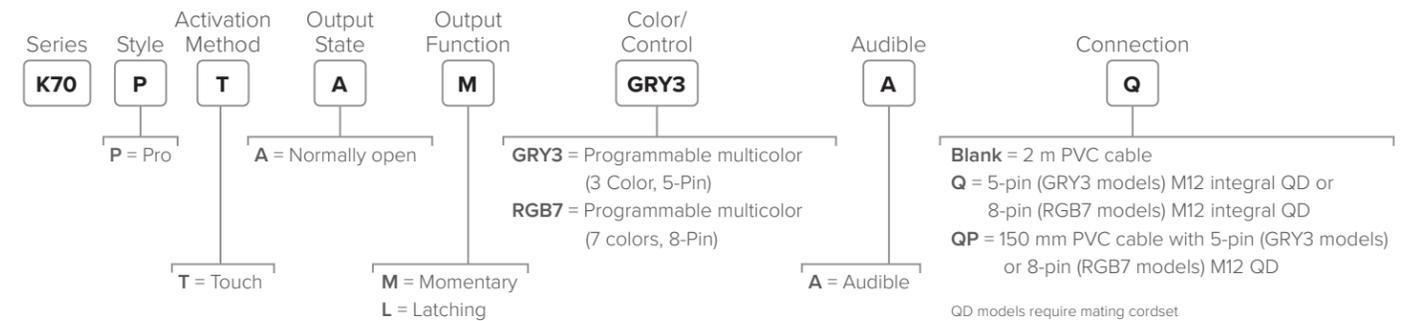 Series
Style
Activation
Method
Output
State
Output
Function
Color/
Control
Audible
Connection
K70
P
T
A
M
GRY3
A
Q
P = Pro
A = Normally open
GRY3 = Programmable multicolor
(3 Color, 5-Pin)
RGB7 = Programmable multicolor
(7 colors, 8-Pin)
Blank = 2 m PVC cable
Q = 5-pin (GRY3 models) M12 integral QD or
8-pin (RGB7 models) M12 integral QD
QP = 150 mm PVC cable with 5-pin (GRY3 models)
or 8-pin (RGB7 models) M12 QD
T = Touch
M = Momentary
L = Latching
A = Audible
QD models require mating cordset